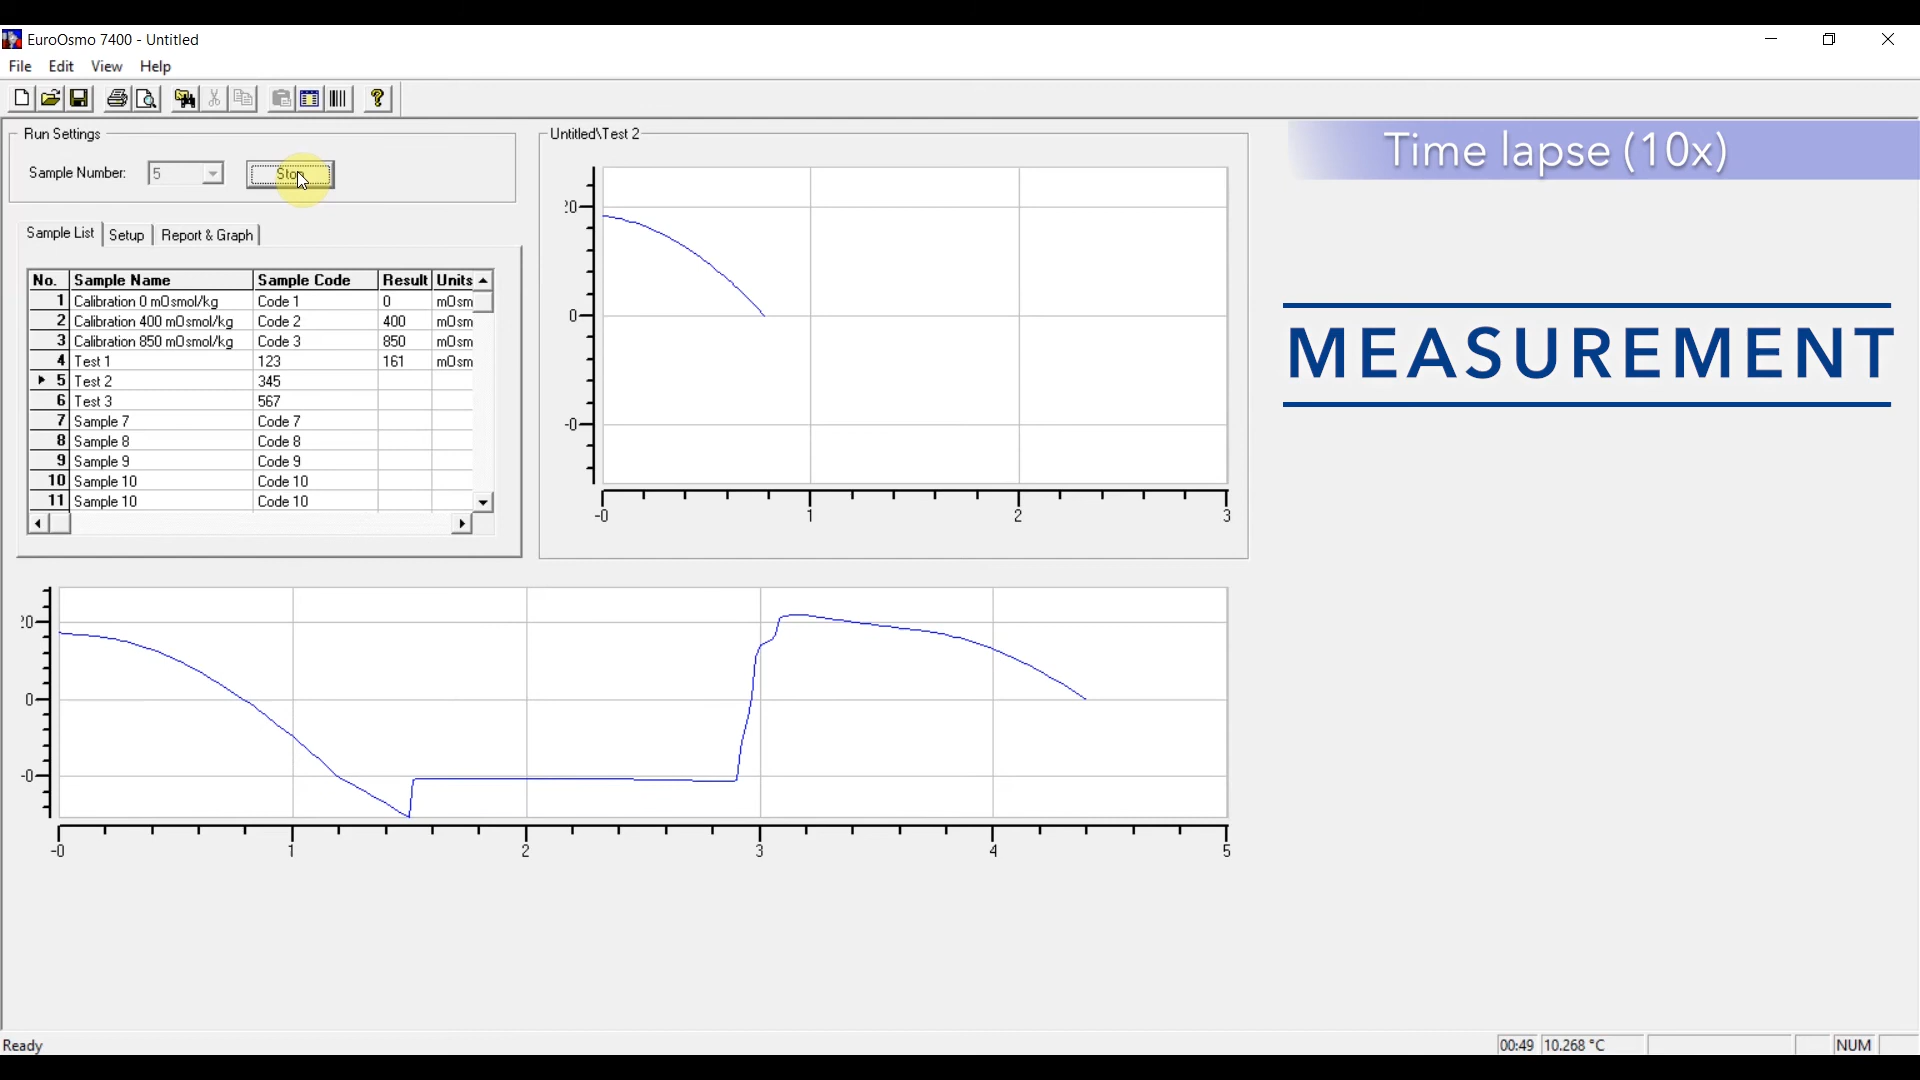 EuroOsmo 7400 - Untitled
File Edit View Help
Run Settings
Sample Number: 5 Stop
Sample List Setup Report & Graph
No. Sample Name Sample Code Result Units
1 Calibration 0 mOsmol/kg Code 1 0 mOsm
2 Calibration 400 mOsmol/kg Code 2 400 mOsm
3 Calibration 850 mOsmol/kg Code 3 850 mOsm
4 Test 1 123 161 mOsm
5 Test 2 345
6 Test 3 567
7 Sample 7 Code 7
8 Sample 8 Code 8
9 Sample 9 Code 9
10 Sample 10 Code 10
11 Sample 10 Code 10
Untitled\Test 2
20
0
-0
-0 1 2 3
Time lapse (10x)
MEASUREMENT
20
0
-0
-0 1 2 3 4 5
Ready 00:49 10.268 °C NUM